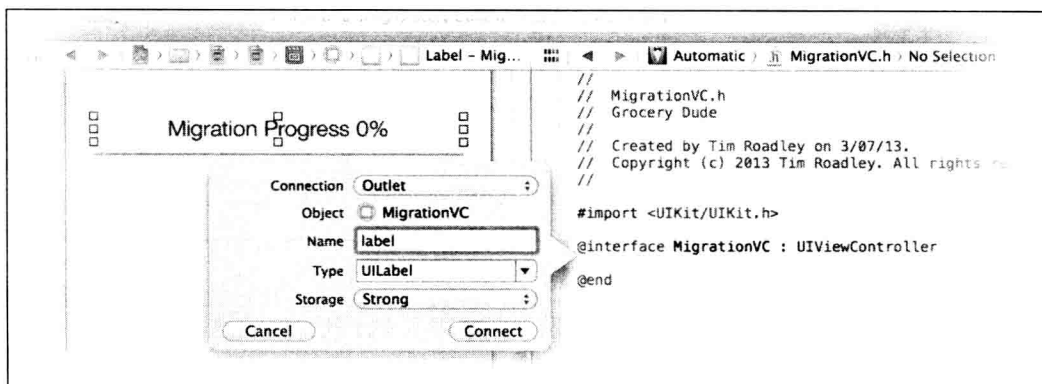 Label – Mig...
Automatic
MigrationVC.h
No Selection
Migration Progress 0%
//
// MigrationVC.h
// Grocery Dude
//
// Created by Tim Roadley on 3/07/13.
// Copyright (c) 2013 Tim Roadley. All rights
//
#import <UIKit/UIKit.h>
@interface MigrationVC : UIViewController
@end
Connection Outlet
Object MigrationVC
Name label
Type UILabel
Storage Strong
Cancel Connect